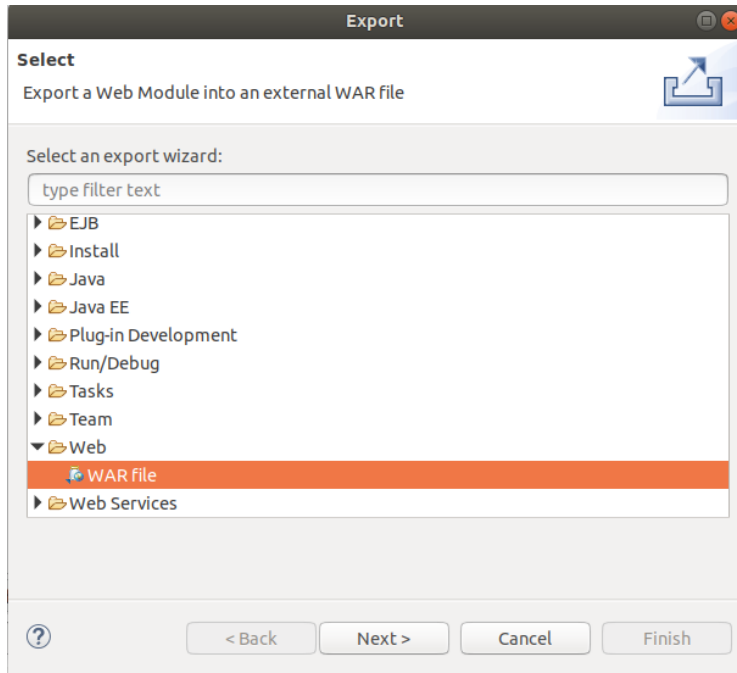 Export
Select
Export a Web Module into an external WAR file
Select an export wizard:
type filter text
EJB
Install
Java
Java EE
Plug-in Development
Run/Debug
Tasks
Team
Web
WAR file
Web Services
?
< Back Next > Cancel Finish